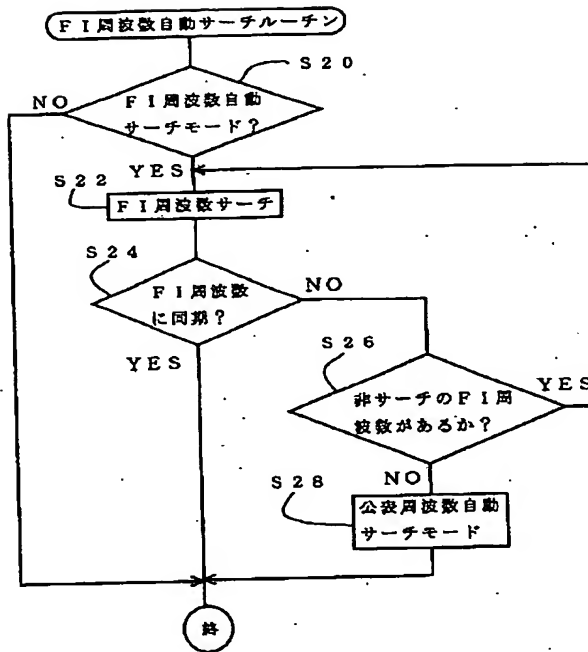 FI周波数自動サーチルーチン
S20
NO
FI周波数自動
サーチモード?
YES
S22
FI周波数サーチ
S24
FI周波数
に同期?
NO
YES
S26
非サーチのFI周
波数があるか?
YES
NO
S28
公表周波数自動
サーチモード
終